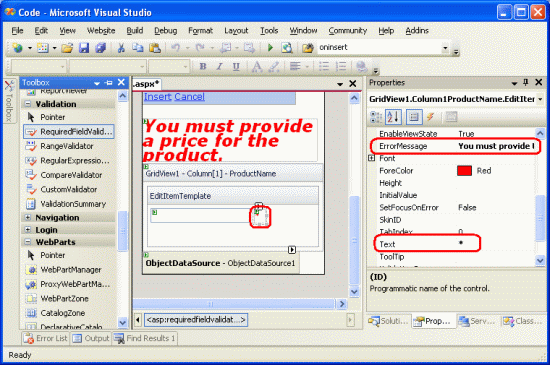 Code - Microsoft Visual Studio
File Edit View Website Build Debug Format Layout Tools Window Community Help Addins
oninsert
Toolbox
Toolbox
ReportViewer
Validation
Pointer
RequiredFieldValid...
RangeValidator
RegularExpressio...
CompareValidator
CustomValidator
ValidationSummary
Navigation
Login
WebParts
Pointer
WebPartManager
ProxyWebPartMa...
WebPartZone
CatalogZone
DeclarativeCatalo
.aspx*
Insert Cancel
You must provide
a price for the
product.
GridView1 - Column[1] - ProductName
EditItemTemplate
ObjectDataSource - ObjectDataSource1
<asp:requiredfieldvalidat...>
Properties
GridView1.Column1ProductName.EditIter
EnableViewState True
ErrorMessage You must provide
Font
ForeColor Red
Height
InitialValue
SetFocusOnError False
SkinID
TabIndex 0
Text *
ToolTip
(ID)
Programmatic name of the control.
Soluti... Prop... Serv... Class...
Error List Output Find Results 1
Ready